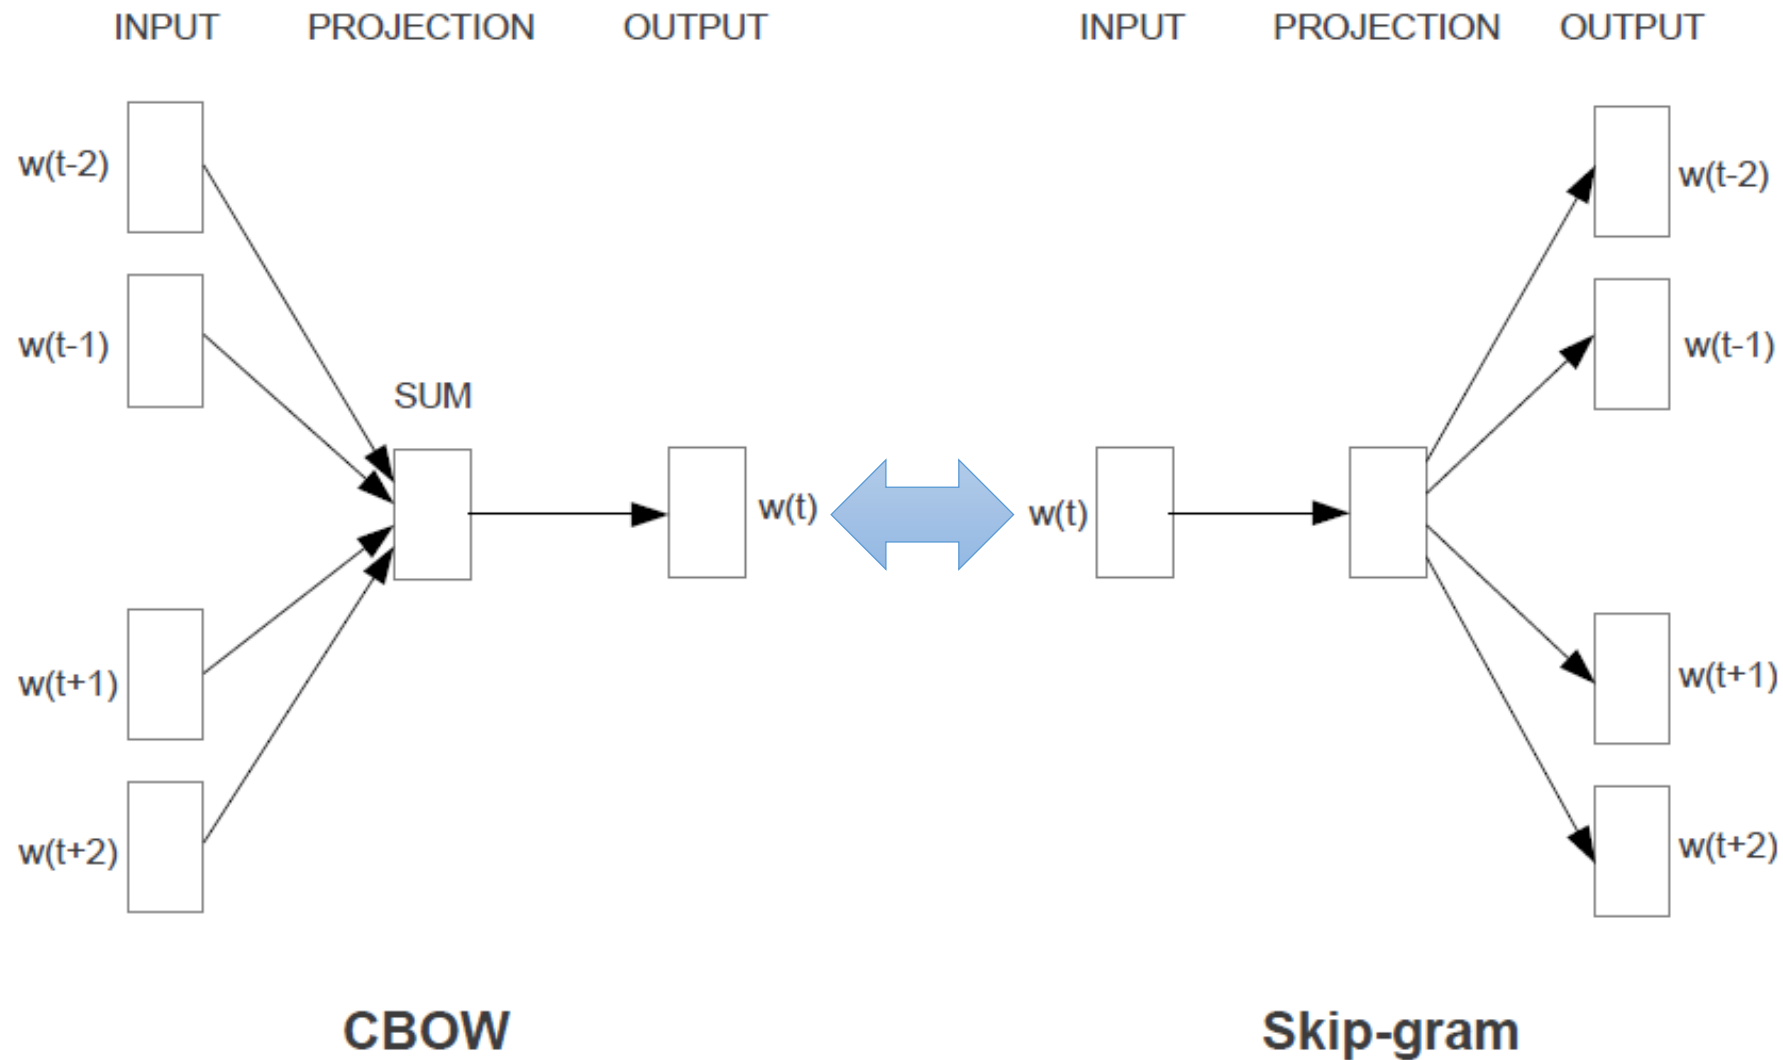 INPUT PROJECTION OUTPUT
w(t-2)
w(t-1)
SUM
w(t)
w(t+1)
w(t+2)
CBOW
INPUT PROJECTION OUTPUT
w(t-2)
w(t-1)
w(t)
w(t+1)
w(t+2)
Skip-gram